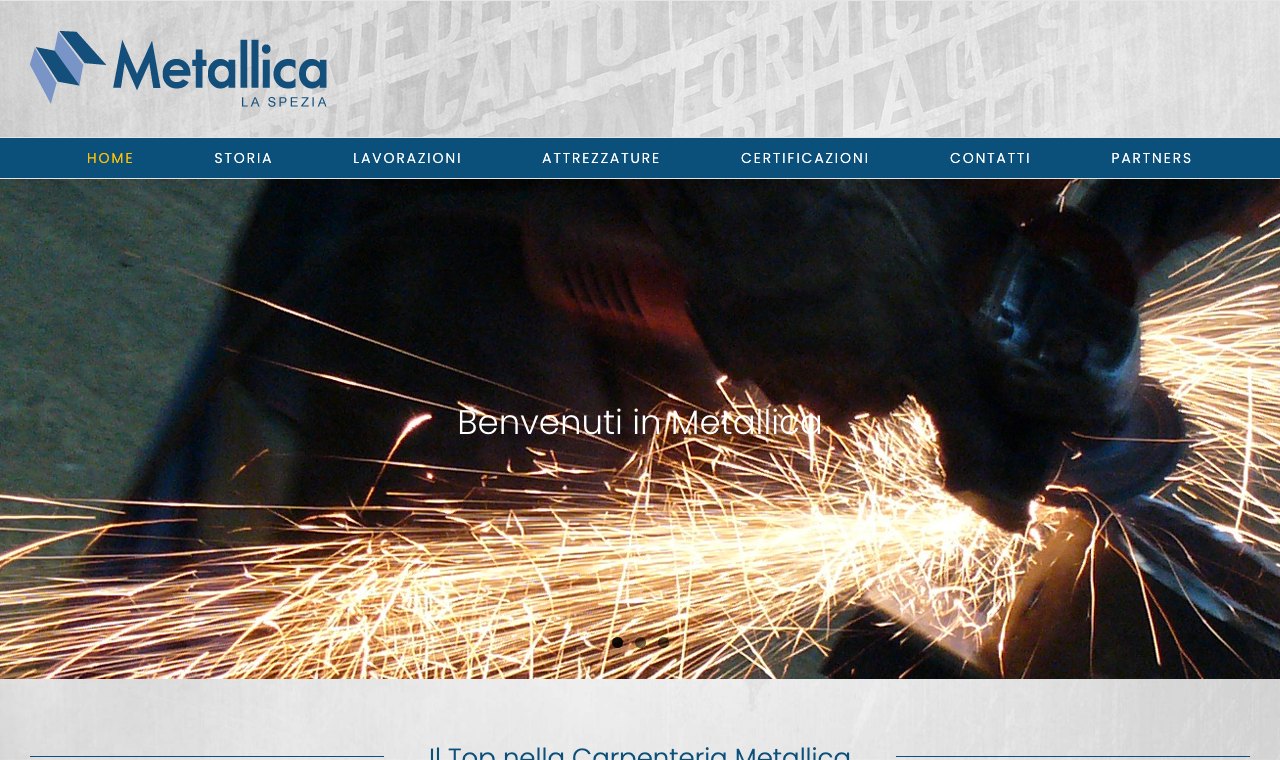 Metallica
LA SPEZIA
HOME STORIA LAVORAZIONI ATTREZZATURE CERTIFICAZIONI CONTATTI PARTNERS
Benvenuti in Metallica
Il Top nella Carpenteria Metallica